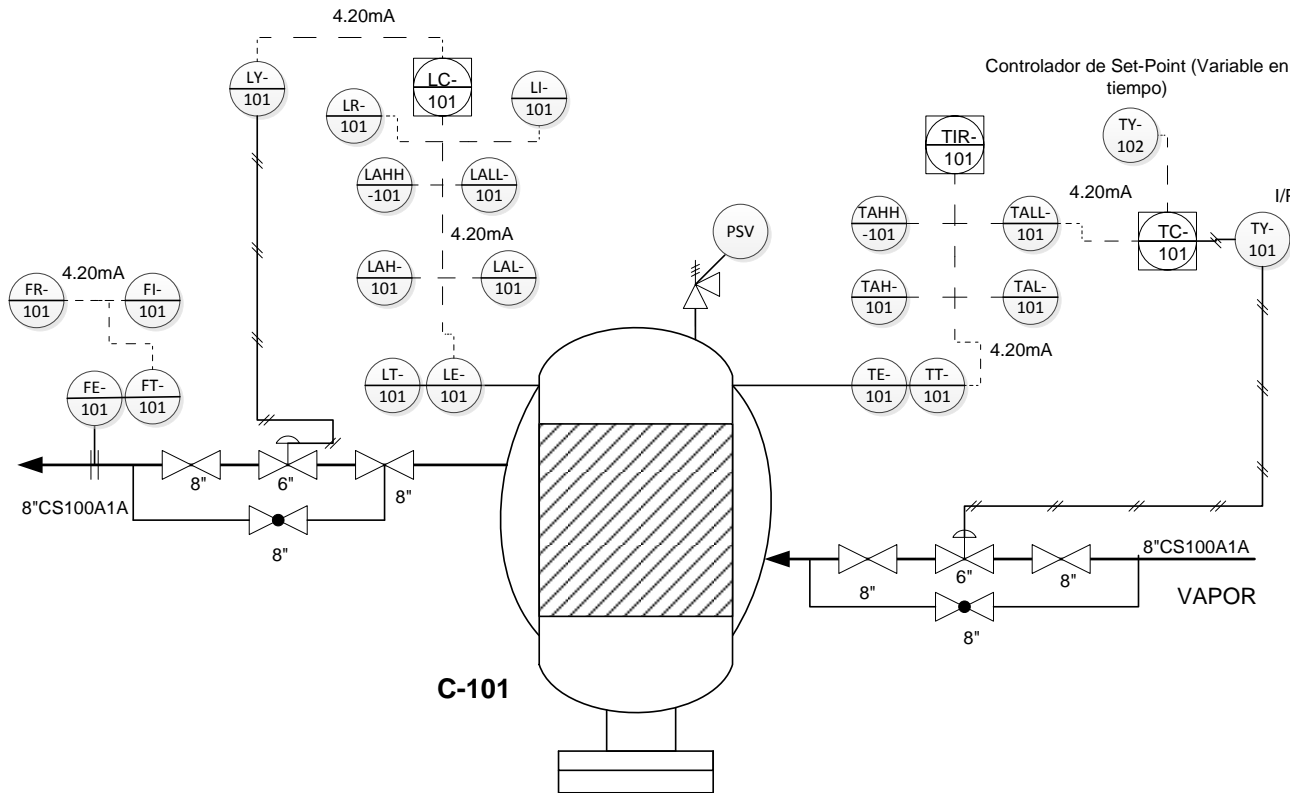 4.20mA
LY-
101
LC-
101
LI-
101
LR-
101
LAHH
-101
LALL-
101
4.20mA
LAH-
101
LAL-
101
4.20mA
FR-
101
FI-
101
FE-
101
FT-
101
LT-
101
LE-
101
8"
6"
8"
8"
8"CS100A1A
PSV
C-101
Controlador de Set-Point (Variable en
tiempo)
TIR-
101
TY-
102
4.20mA
TAHH
-101
TALL-
101
TC-
101
TY-
101
TAH-
101
TAL-
101
4.20mA
TE-
101
TT-
101
8"CS100A1A
8"
6"
8"
8"
VAPOR